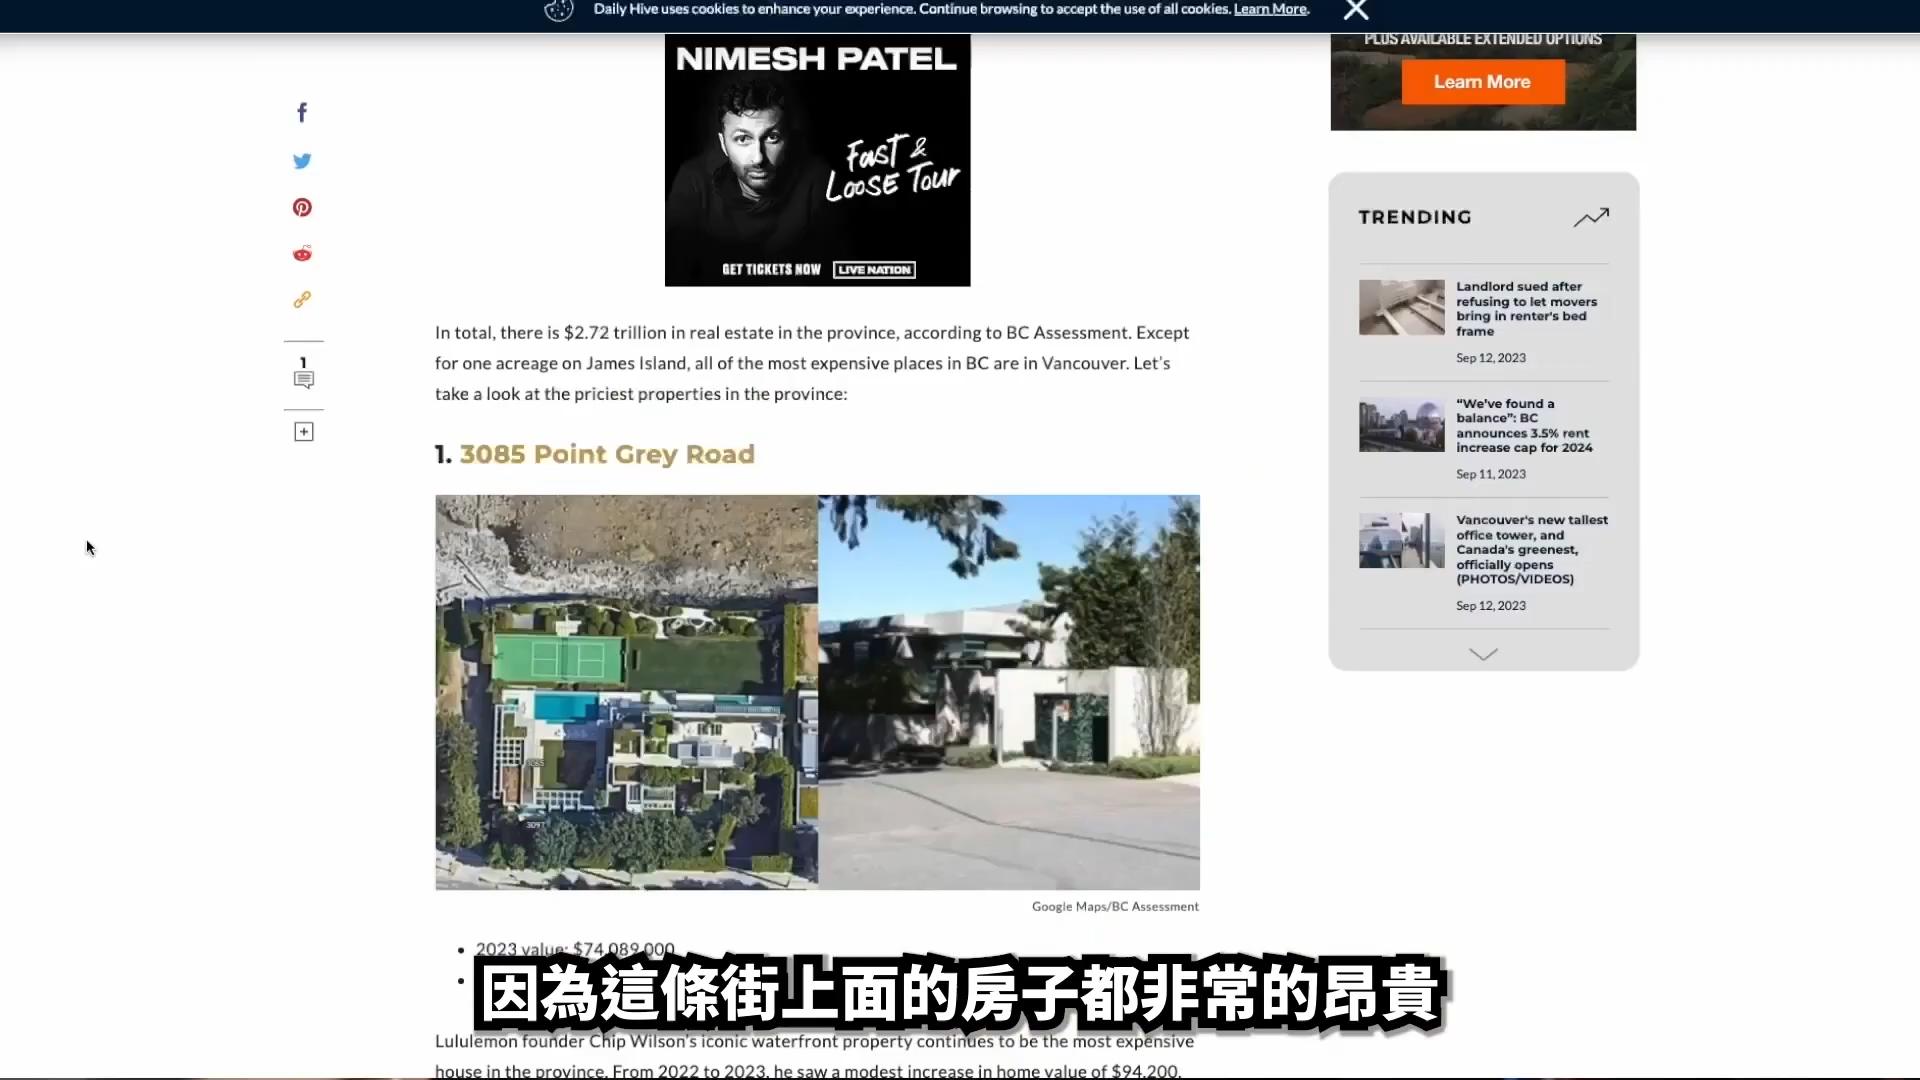 Daily Hive uses cookies to enhance your experience. Continue browsing to accept the use of all cookies. Learn More.
NIMESH PATEL
FAST &
LOOSE TOUR
GET TICKETS NOW LIVE NATION
PLUS AVAILABLE EXTENDED OPTIONS
Learn More
1
In total, there is $2.72 trillion in real estate in the province, according to BC Assessment. Except
for one acreage on James Island, all of the most expensive places in BC are in Vancouver. Let's
take a look at the priciest properties in the province:
1. 3085 Point Grey Road
Google Maps/BC Assessment
• 2023 value: $74,089,000
因為這條街上面的房子都非常的昂貴
Lululemon founder Chip Wilson's iconic waterfront property continues to be the most expensive
house in the province. From 2022 to 2023, he saw a modest increase in home value of $94,200.
TRENDING
Landlord sued after
refusing to let movers
bring in renter's bed
frame
Sep 12, 2023
“We've found a
balance”: BC
announces 3.5% rent
increase cap for 2024
Sep 11, 2023
Vancouver's new tallest
office tower, and
Canada's greenest,
officially opens
(PHOTOS/VIDEOS)
Sep 12, 2023